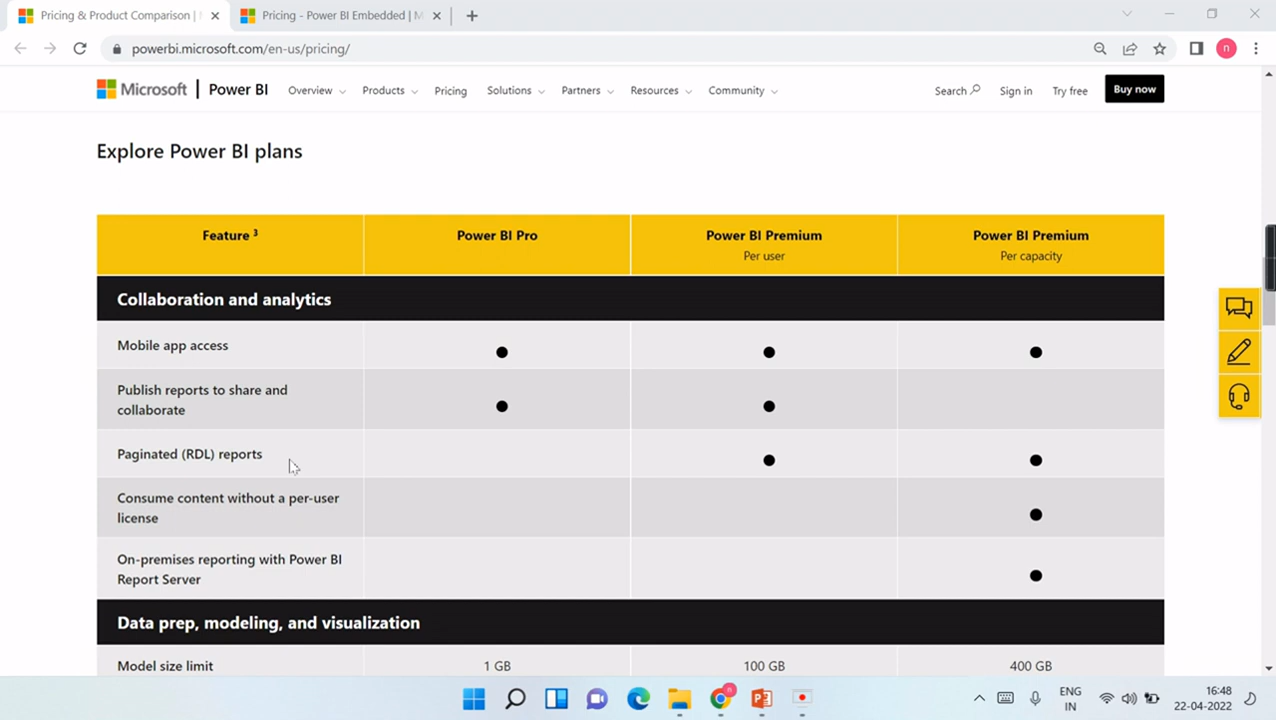 Pricing & Product Comparison |
Pricing - Power BI Embedded | M
powerbi.microsoft.com/en-us/pricing/
n
Microsoft | Power BI
Overview
Products
Pricing
Solutions
Partners
Resources
Community
Search
Sign in
Try free
Buy now
Explore Power BI plans
Feature 3
Power BI Pro
Power BI Premium
Per user
Power BI Premium
Per capacity
Collaboration and analytics
Mobile app access
Publish reports to share and
collaborate
Paginated (RDL) reports
Consume content without a per-user
license
On-premises reporting with Power BI
Report Server
Data prep, modeling, and visualization
Model size limit
1 GB
100 GB
400 GB
ENG
IN
16:48
22-04-2022